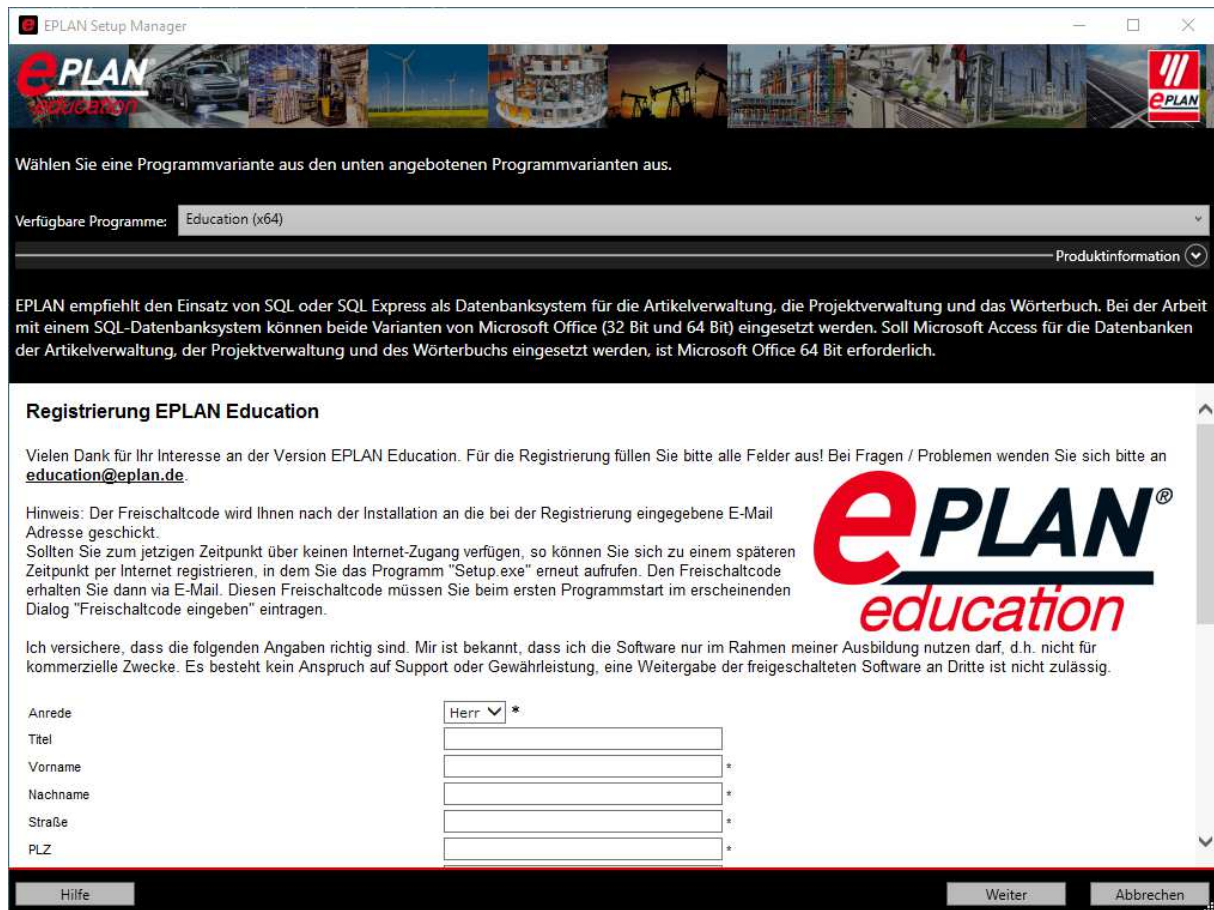 EPLAN Setup Manager
ePLAN
education
ePLAN
Wählen Sie eine Programmvariante aus den unten angebotenen Programmvarianten aus.
Verfügbare Programme: Education (x64)
Produktinformation
EPLAN empfiehlt den Einsatz von SQL oder SQL Express als Datenbanksystem für die Artikelverwaltung, die Projektverwaltung und das Wörterbuch. Bei der Arbeit
mit einem SQL-Datenbanksystem können beide Varianten von Microsoft Office (32 Bit und 64 Bit) eingesetzt werden. Soll Microsoft Access für die Datenbanken
der Artikelverwaltung, der Projektverwaltung und des Wörterbuchs eingesetzt werden, ist Microsoft Office 64 Bit erforderlich.
Registrierung EPLAN Education
Vielen Dank für Ihr Interesse an der Version EPLAN Education. Für die Registrierung füllen Sie bitte alle Felder aus! Bei Fragen / Problemen wenden Sie sich bitte an
education@eplan.de.
Hinweis: Der Freischaltcode wird Ihnen nach der Installation an die bei der Registrierung eingegebene E-Mail
Adresse geschickt.
Sollten Sie zum jetzigen Zeitpunkt über keinen Internet-Zugang verfügen, so können Sie sich zu einem späteren
Zeitpunkt per Internet registrieren, in dem Sie das Programm "Setup.exe" erneut aufrufen. Den Freischaltcode
erhalten Sie dann via E-Mail. Diesen Freischaltcode müssen Sie beim ersten Programmstart im erscheinenden
Dialog "Freischaltcode eingeben" eintragen.
ePLAN®
education
Ich versichere, dass die folgenden Angaben richtig sind. Mir ist bekannt, dass ich die Software nur im Rahmen meiner Ausbildung nutzen darf, d.h. nicht für
kommerzielle Zwecke. Es besteht kein Anspruch auf Support oder Gewährleistung, eine Weitergabe der freigeschalteten Software an Dritte ist nicht zulässig.
Anrede Herr *
Titel
Vorname *
Nachname *
Straße *
PLZ *
Hilfe Weiter Abbrechen